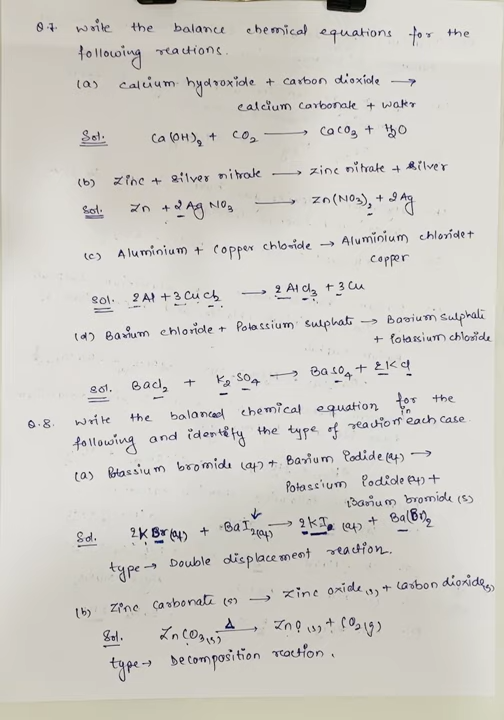 Q.7. Write the balance chemical equations for the
following reactions.
(a) Calcium hydroxide + carbon dioxide →
calcium carbonate + water
Sol. Ca(OH)₂ + CO₂ → CaCO₃ + H₂O
(b) Zinc + Silver nitrate → Zinc nitrate + Silver
Sol. Zn + 2AgNO₃ → Zn(NO₃)₂ + 2Ag
(c) Aluminium + Copper chloride → Aluminium chloride +
Copper
Sol. 2Al + 3CuCl₂ → 2AlCl₃ + 3Cu
(d) Barium chloride + Potassium sulphate → Barium sulphate
+ Potassium chloride
Sol. BaCl₂ + K₂SO₄ → BaSO₄ + 2KCl
Q.8. Write the balanced chemical equation for the
following and identify the type of reaction in each case
(a) Potassium bromide (aq) + Barium Iodide (aq) →
Potassium Iodide (aq) +
Barium bromide (s)
Sol. 2KBr (aq) + BaI₂(aq) → 2KI (aq) + Ba(Br)₂
type → Double displacement reaction.
(b) Zinc carbonate (s) → Zinc oxide (s) + Carbon dioxide(g)
Sol. ZnCO₃(s) Δ→ ZnO (s) + CO₂(g)
type → Decomposition reaction.